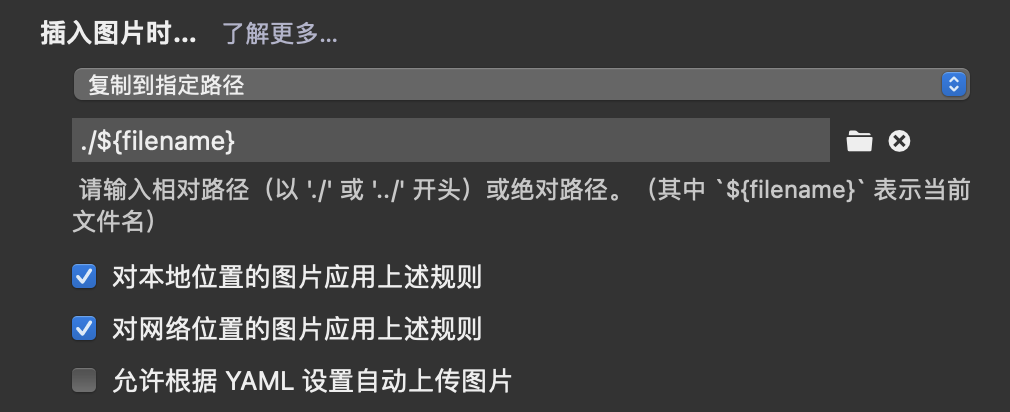 插入图片时... 了解更多...
复制到指定路径
./${filename}
请输入相对路径（以 './' 或 '../' 开头）或绝对路径。（其中 `${filename}` 表示当前
文件名）
对本地位置的图片应用上述规则
对网络位置的图片应用上述规则
允许根据 YAML 设置自动上传图片